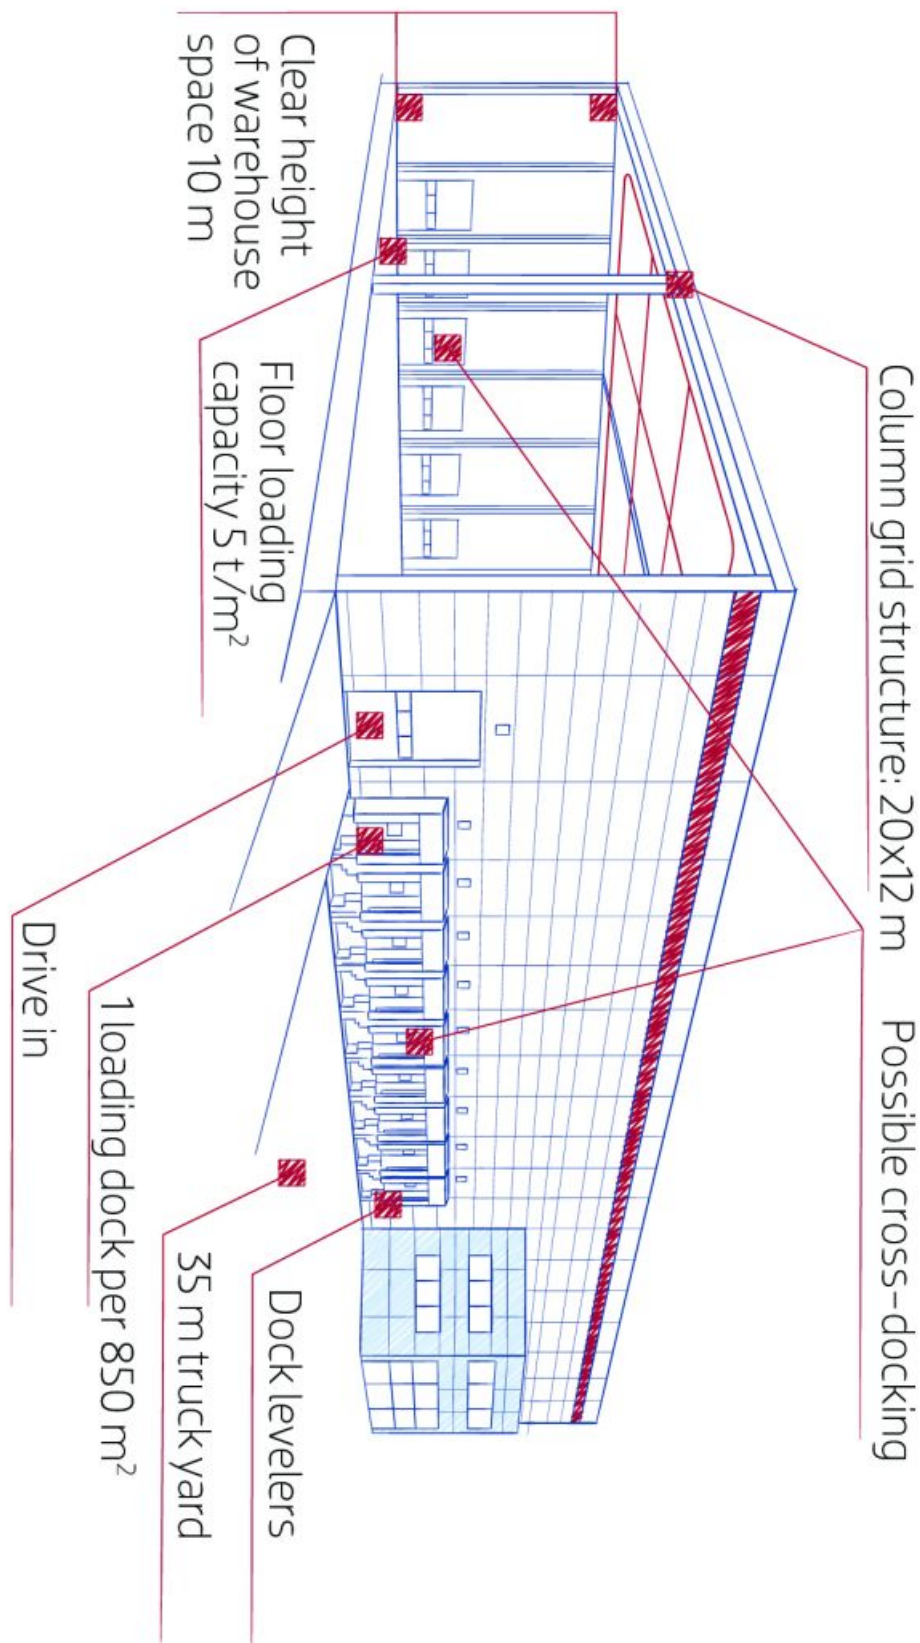 Column grid structure: 20x12 m
Possible cross-docking
Clear height
of warehouse
space 10 m
Floor loading
capacity 5 t/m²
Dock levelers
35 m truck yard
1 loading dock per 850 m²
Drive in